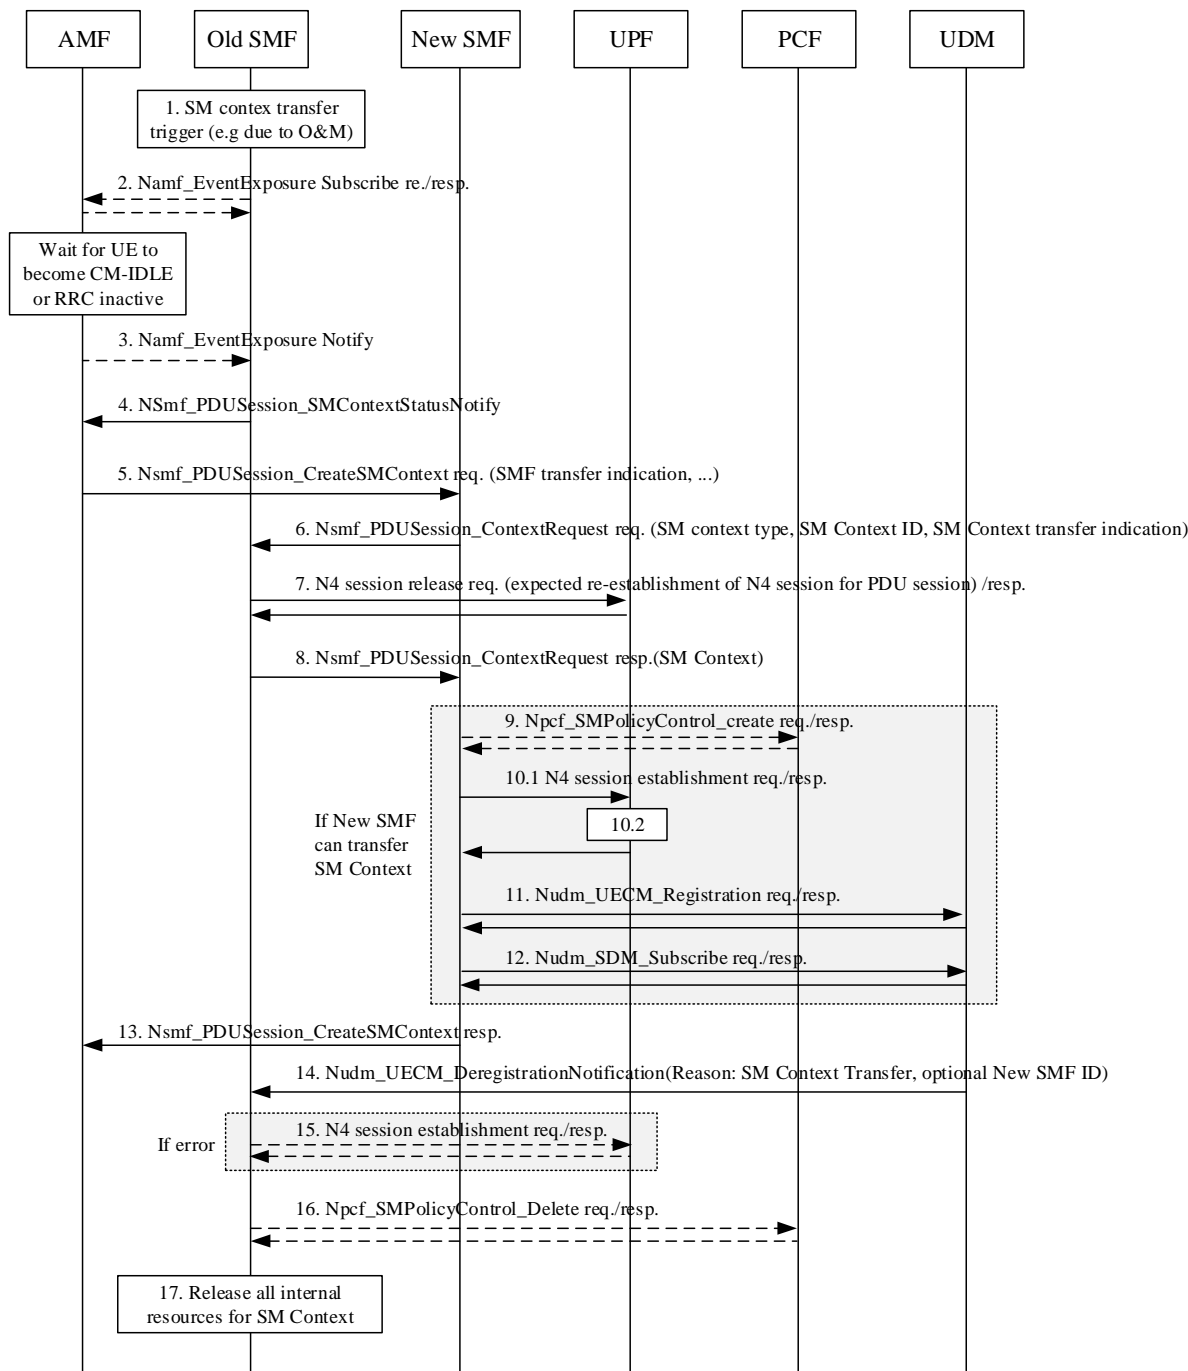 AMF
Old SMF
New SMF
UPF
PCF
UDM
1. SM contex transfer
trigger (e.g due to O&M)
2. Namf_EventExposure Subscribe re./resp.
Wait for UE to
become CM-IDLE
or RRC inactive
3. Namf_EventExposure Notify
4. NSmf_PDUSession_SMContextStatusNotify
5. Nsmf_PDUSession_CreateSMContext req. (SMF transfer indication, ...)
6. Nsmf_PDUSession_ContextRequest req. (SM context type, SM Context ID, SM Context transfer indication)
7. N4 session release req. (expected re-establishment of N4 session for PDU session) /resp.
8. Nsmf_PDUSession_ContextRequest resp.(SM Context)
9. Npcf_SMPolicyControl_create req./resp.
10.1 N4 session establishment req./resp.
If New SMF
can transfer
SM Context
10.2
11. Nudm_UECM_Registration req./resp.
12. Nudm_SDM_Subscribe req./resp.
13. Nsmf_PDUSession_CreateSMContext resp.
14. Nudm_UECM_DeregistrationNotification(Reason: SM Context Transfer, optional New SMF ID)
If error
15. N4 session establishment req./resp.
16. Npcf_SMPolicyControl_Delete req./resp.
17. Release all internal
resources for SM Context